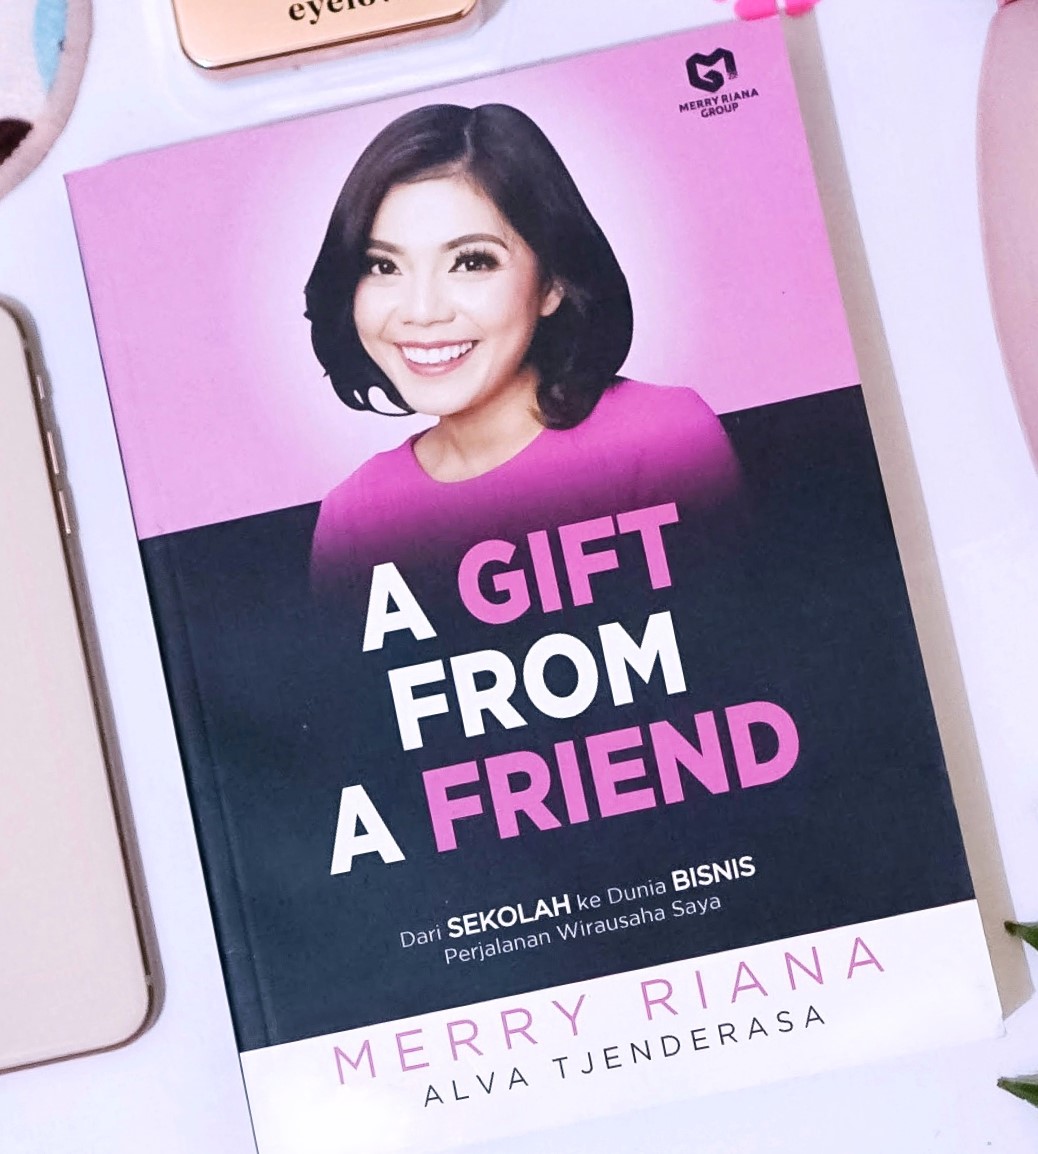 MERRY RIANA
GROUP
A GIFT
FROM
A FRIEND
Dari SEKOLAH ke Dunia BISNIS
Perjalanan Wirausaha Saya
MERRY RIANA
ALVA TJENDERASA